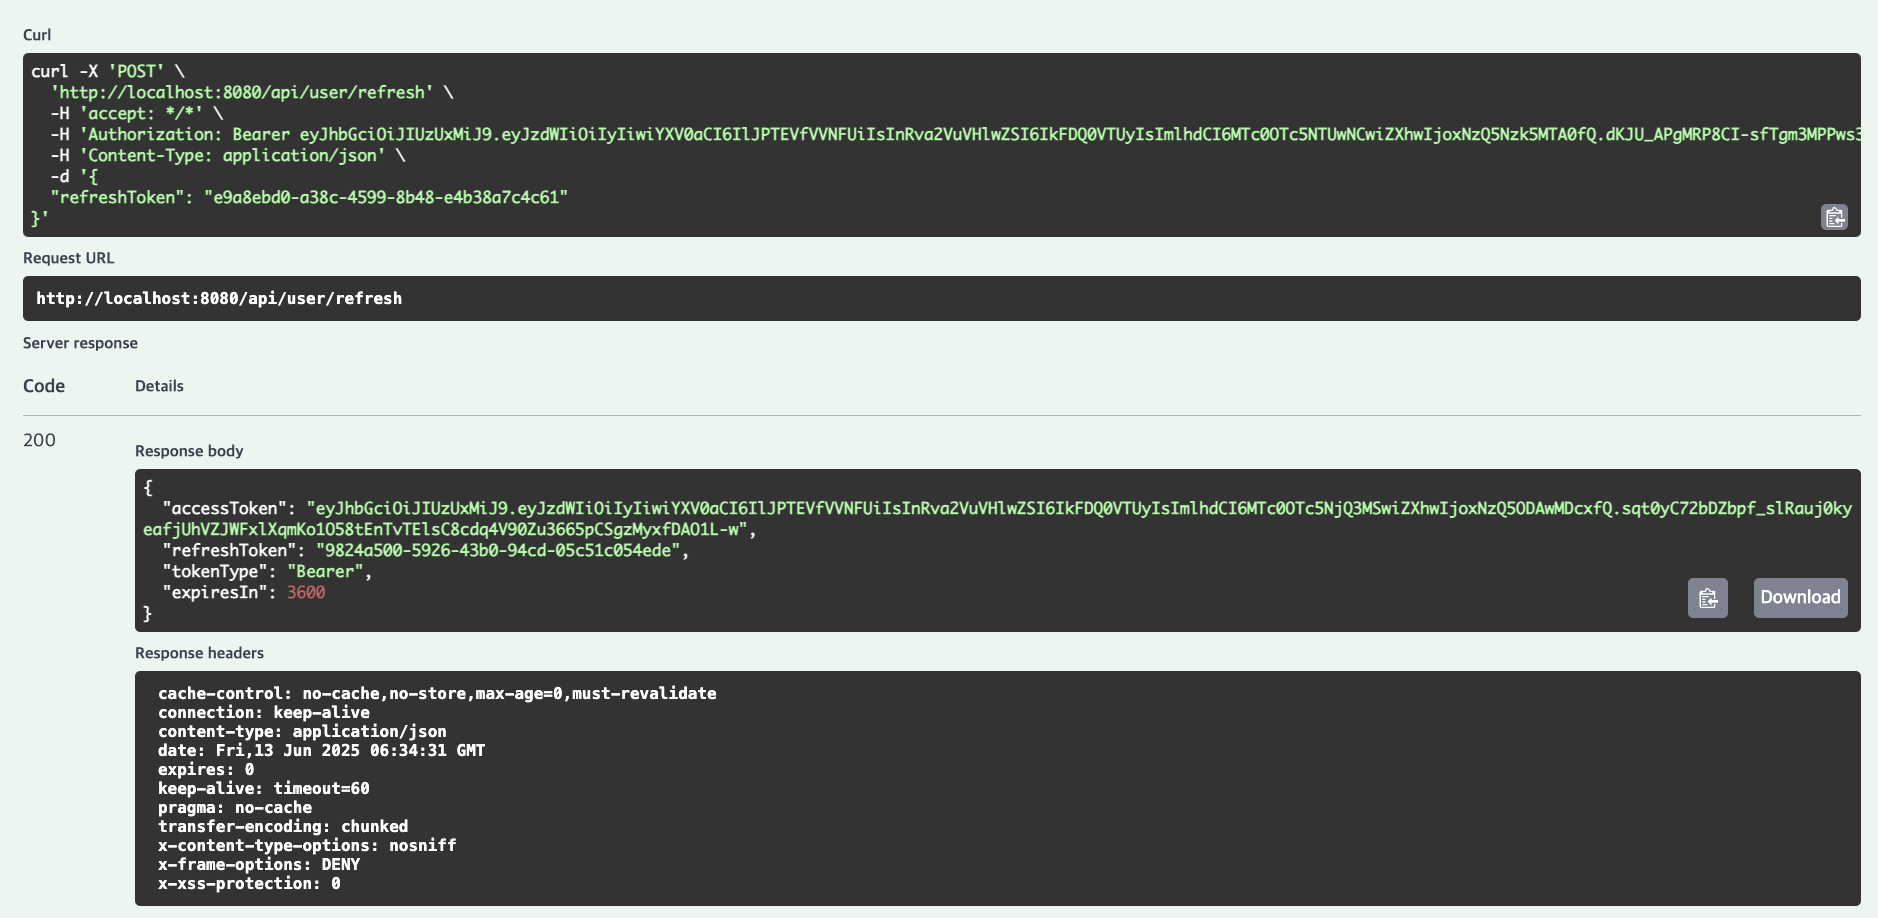 Curl
curl -X 'POST' \
'http://localhost:8080/api/user/refresh' \
-H 'accept: */*' \
-H 'Authorization: Bearer eyJhbGciOiJIUzUxMiJ9.eyJzdWIiOiIyIiwiYXV0aCI6IlJPTEVfVVNFUiIsInRva2VuVHlwZSI6IkFDQ0VTUyIsImlhdCI6MTc0OTc5NTUwNCwiZXhwIjoxNzQ5Nzk5MTA0fQ.dKJU_APgMRP8CI-sfTgm3MPPws3
-H 'Content-Type: application/json' \
-d '{
"refreshToken": "e9a8ebd0-a38c-4599-8b48-e4b38a7c4c61"
}'
Request URL
http://localhost:8080/api/user/refresh
Server response
Code Details
200
Response body
{
"accessToken": "eyJhbGciOiJIUzUxMiJ9.eyJzdWIiOiIyIiwiYXV0aCI6IlJPTEVfVVNFUiIsInRva2VuVHlwZSI6IkFDQ0VTUyIsImlhdCI6MTc0OTc5NjQ3MSwiZXhwIjoxNzQ5ODAwMDcxfQ.sqt0yC72bDZbpf_slRauj0ky
eafjUhVZJWFxlXqmKo1O58tEnTvTElsC8cdq4V90Zu3665pCSgzMyxfDAO1L-w",
"refreshToken": "9824a500-5926-43b0-94cd-05c51c054ede",
"tokenType": "Bearer",
"expiresIn": 3600
}
Download
Response headers
cache-control: no-cache,no-store,max-age=0,must-revalidate
connection: keep-alive
content-type: application/json
date: Fri,13 Jun 2025 06:34:31 GMT
expires: 0
keep-alive: timeout=60
pragma: no-cache
transfer-encoding: chunked
x-content-type-options: nosniff
x-frame-options: DENY
x-xss-protection: 0